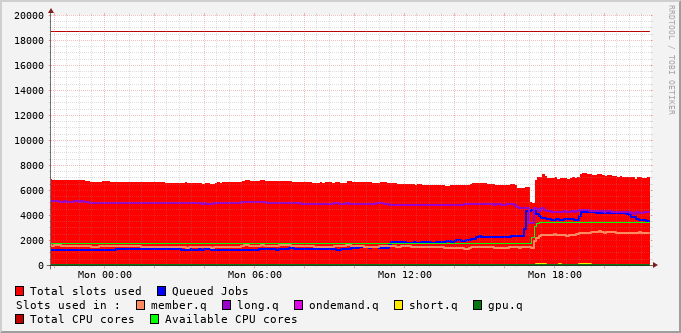 RRDTOOL / TOBI OETIKER
20000
18000
16000
14000
12000
10000
8000
6000
4000
2000
0
Mon 00:00 Mon 06:00 Mon 12:00 Mon 18:00
Total slots used Queued Jobs
Slots used in : member.q long.q ondemand.q short.q gpu.q
Total CPU cores Available CPU cores